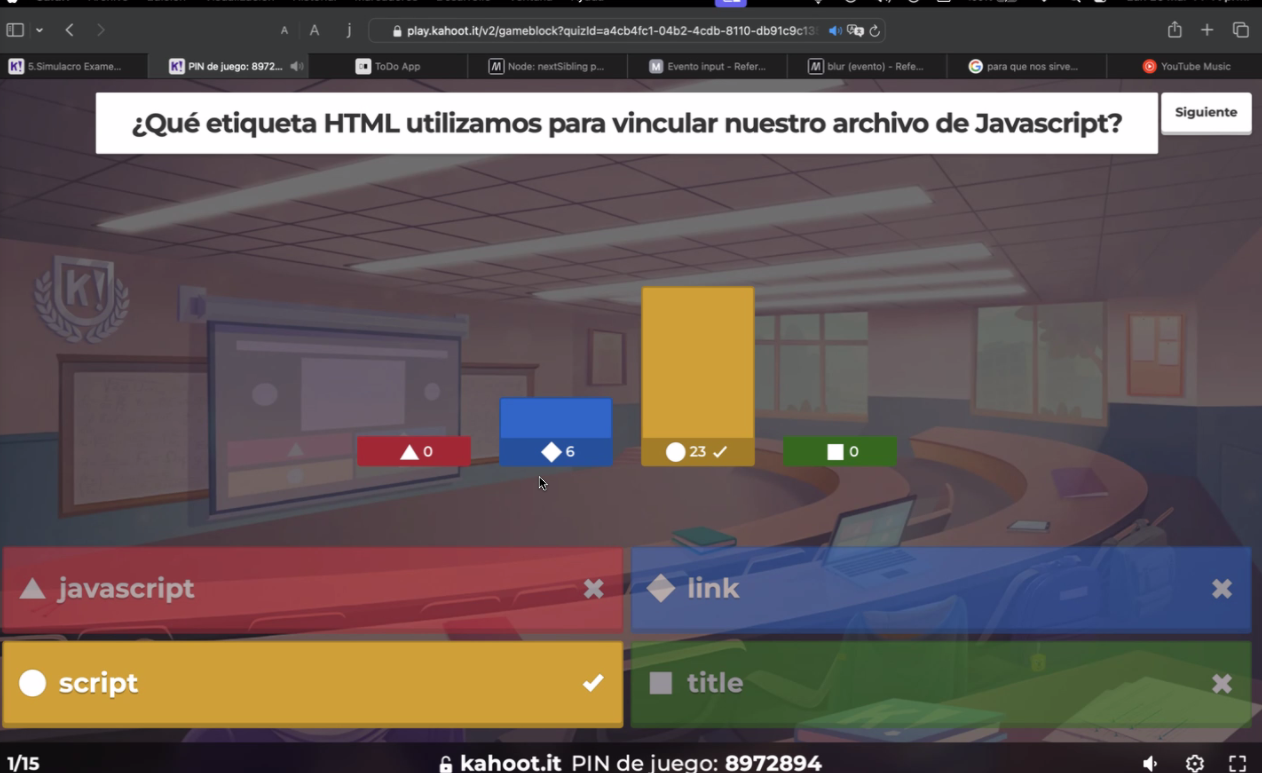 play.kahoot.it/v2/gameblock?quizId=a4cb4fc1-04b2-4cdb-8110-db91c9c13
5.Simulacro Exame...
PIN de juego: 8972...
ToDo App
Node: nextSibling p...
Evento input - Refer...
blur (evento) - Refe...
para que nos sirve...
YouTube Music
¿Qué etiqueta HTML utilizamos para vincular nuestro archivo de Javascript?
Siguiente
K!
0
6
23
0
javascript
link
script
title
1/15
kahoot.it PIN de juego: 8972894